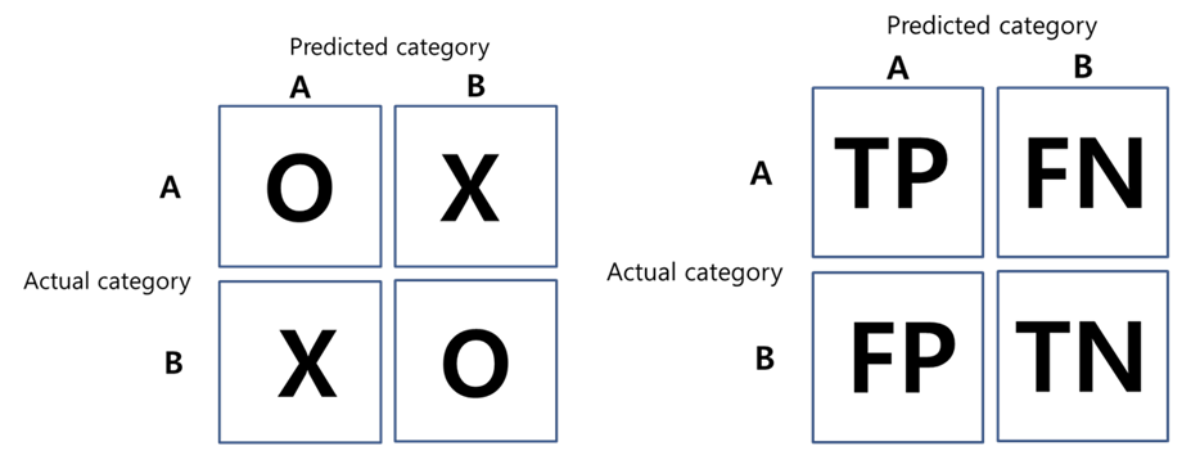 Predicted category
A B
A O X
Actual category
B X O
Predicted category
A B
A TP FN
Actual category
B FP TN